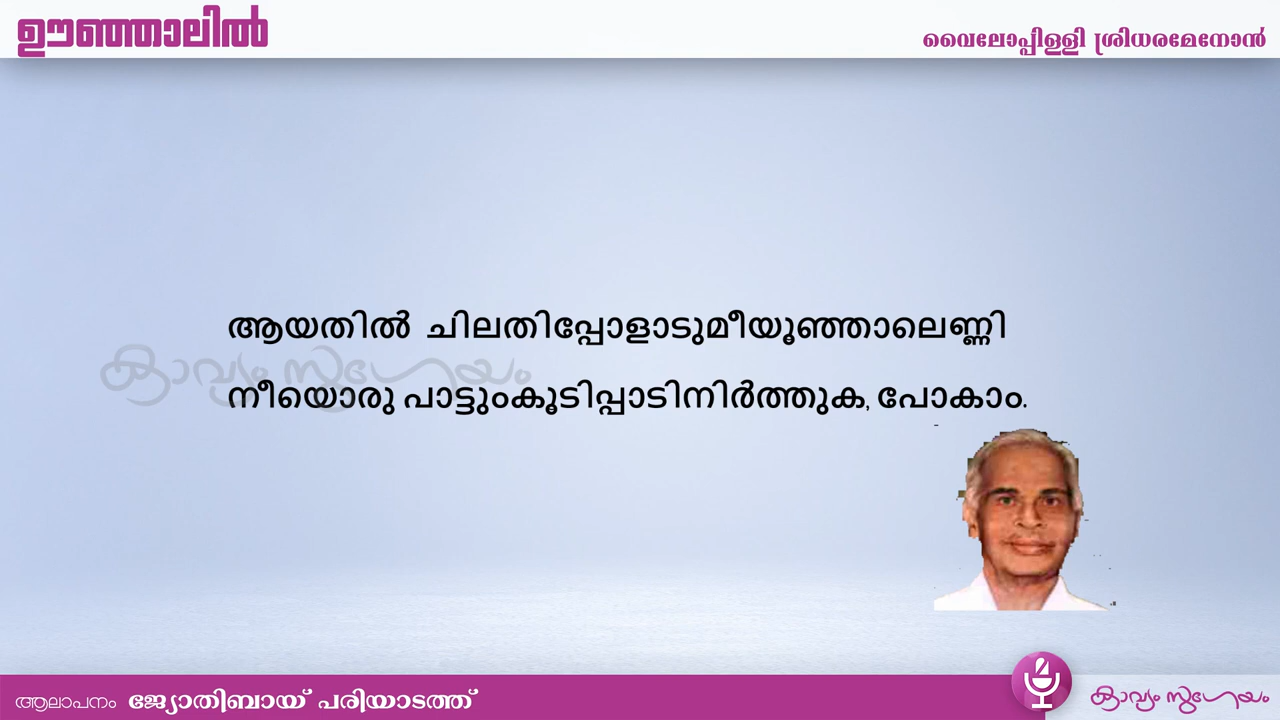 ഊഞ്ഞാലിൽ
വൈലോപ്പിള്ളി ശ്രീധരമേനോൻ
ആയതിൽ ചിലതിപ്പോളാടുമീയൂഞ്ഞാലെണ്ണി
കാവ്യം സുഗേയം
നീയൊരു പാട്ടുംകൂടിപ്പാടിനിർത്തുക, പോകാം.
ആലാപനം ജ്യോതിബായ് പരിയാടത്ത്
കാവ്യം സുഗേയം